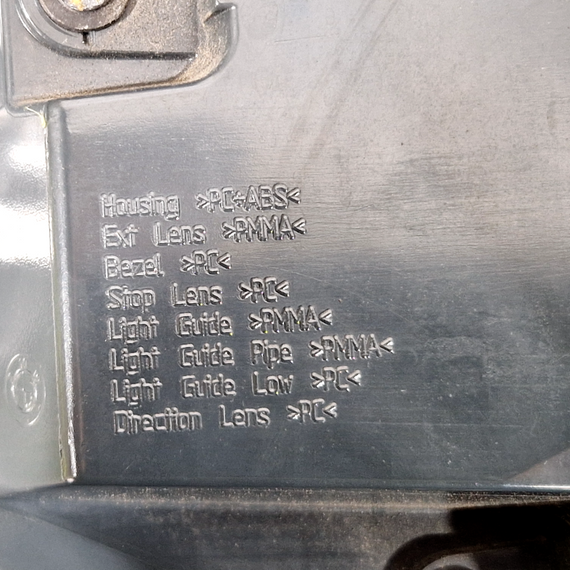 Housing >PC+ABS<
Ext Lens >PMMA<
Bezel >PC<
Stop Lens >PC<
Light Guide >PMMA<
Light Guide Pipe >PMMA<
Light Guide Low >PC<
Direction Lens >PC<